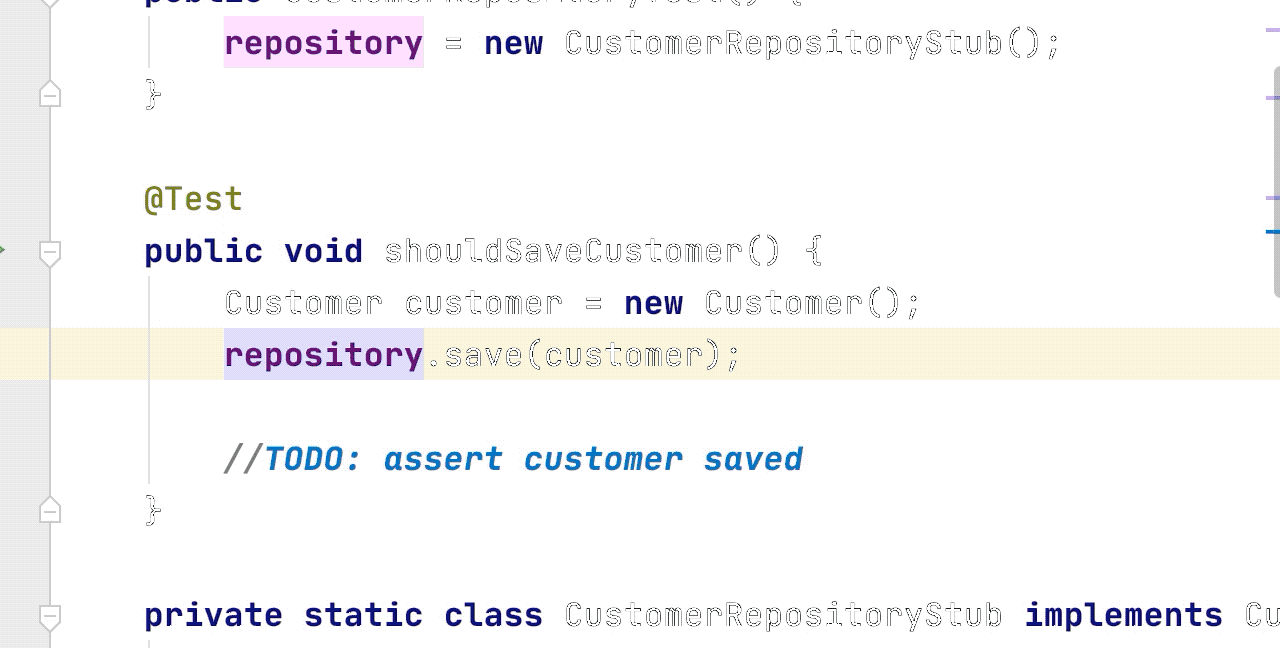 public CustomerRepositoryTest() {
repository = new CustomerRepositoryStub();
}
@Test
public void shouldSaveCustomer() {
Customer customer = new Customer();
repository.save(customer);
//TODO: assert customer saved
}
private static class CustomerRepositoryStub implements Cu